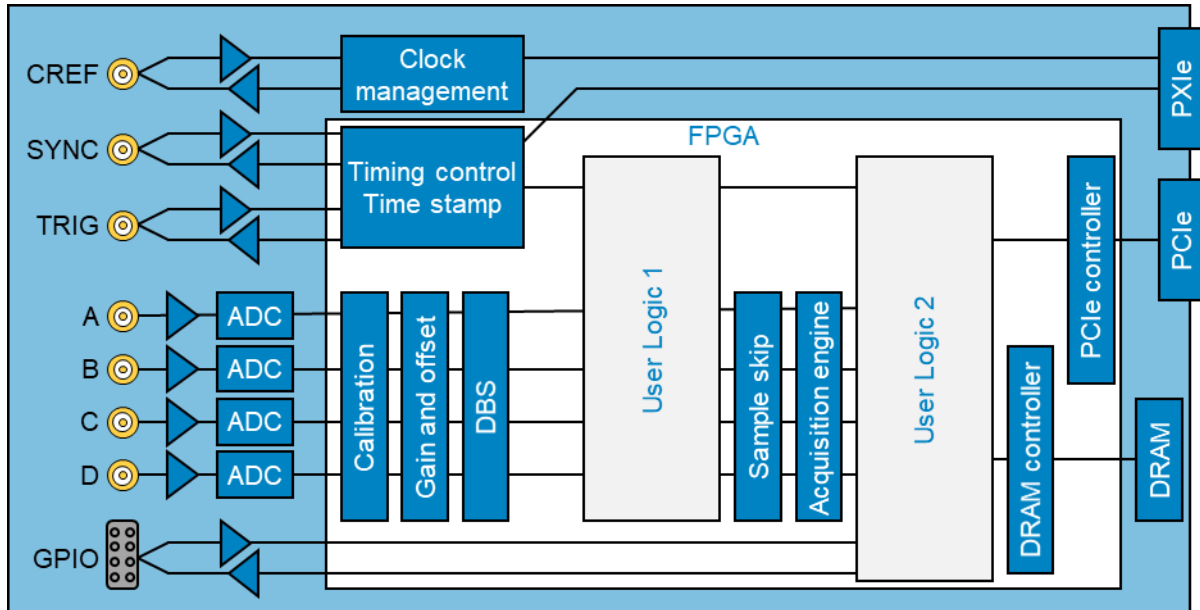 CREF
Clock
management
PXIe
SYNC
FPGA
Timing control
Time stamp
TRIG
PCIe
A
ADC
B
ADC
C
ADC
D
ADC
Calibration
Gain and offset
DBS
User Logic 1
Sample skip
Acquisition engine
User Logic 2
PCIe controller
DRAM controller
DRAM
GPIO